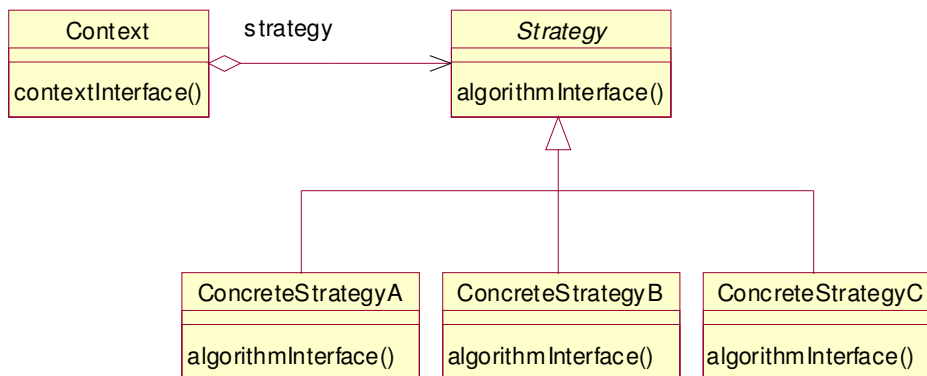 Context
strategy
Strategy
contextInterface()
algorithmInterface()
ConcreteStrategyA
ConcreteStrategyB
ConcreteStrategyC
algorithmInterface()
algorithmInterface()
algorithmInterface()